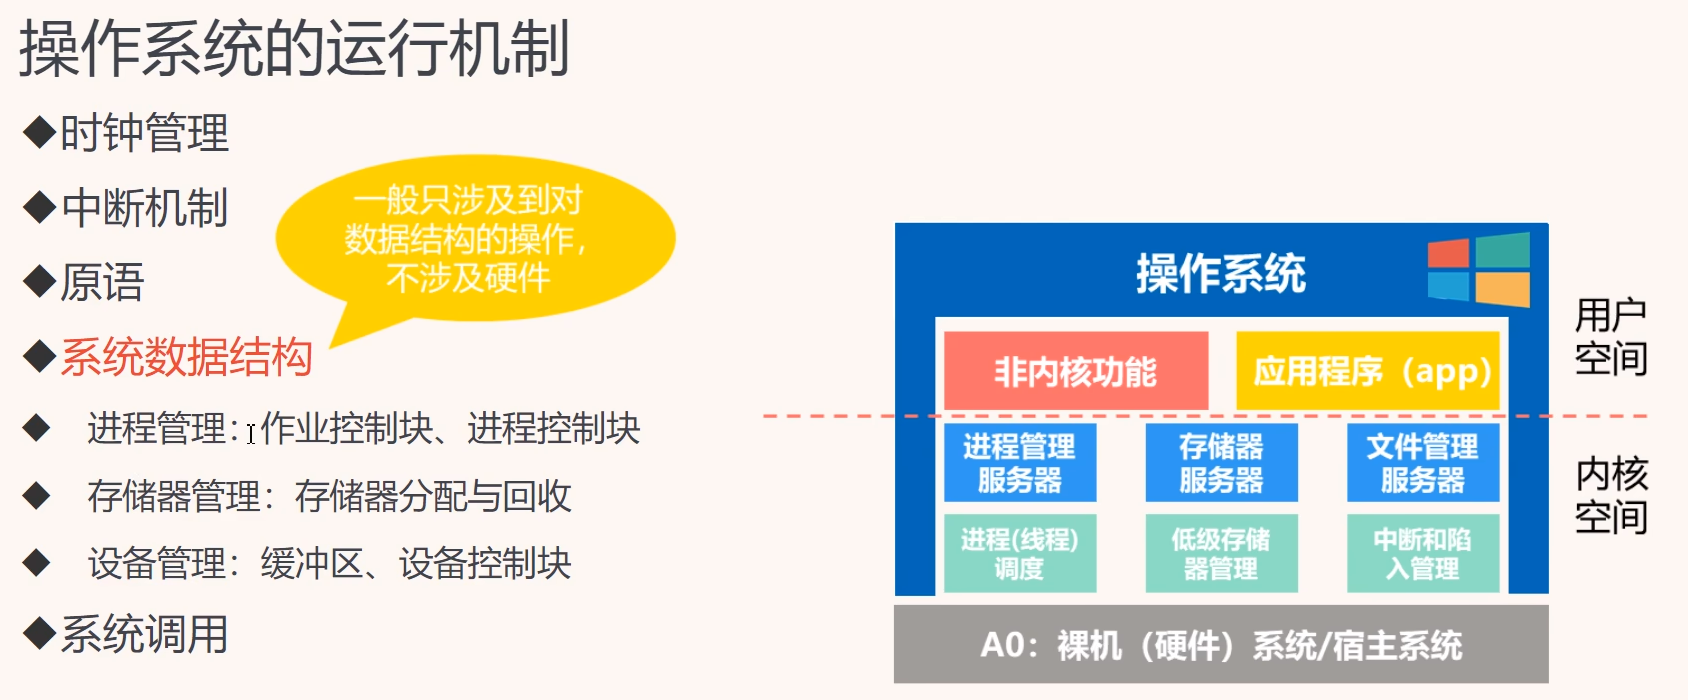 操作系统的运行机制
◆时钟管理
◆中断机制
◆原语
◆系统数据结构
◆ 进程管理：作业控制块、进程控制块
◆ 存储器管理：存储器分配与回收
◆ 设备管理：缓冲区、设备控制块
◆系统调用
一般只涉及到对
数据结构的操作，
不涉及硬件
操作系统
非内核功能
应用程序（app）
用户
空间
进程管理
服务器
存储器
服务器
文件管理
服务器
内核
空间
进程(线程)
调度
低级存储
器管理
中断和陷
入管理
A0：裸机（硬件）系统/宿主系统